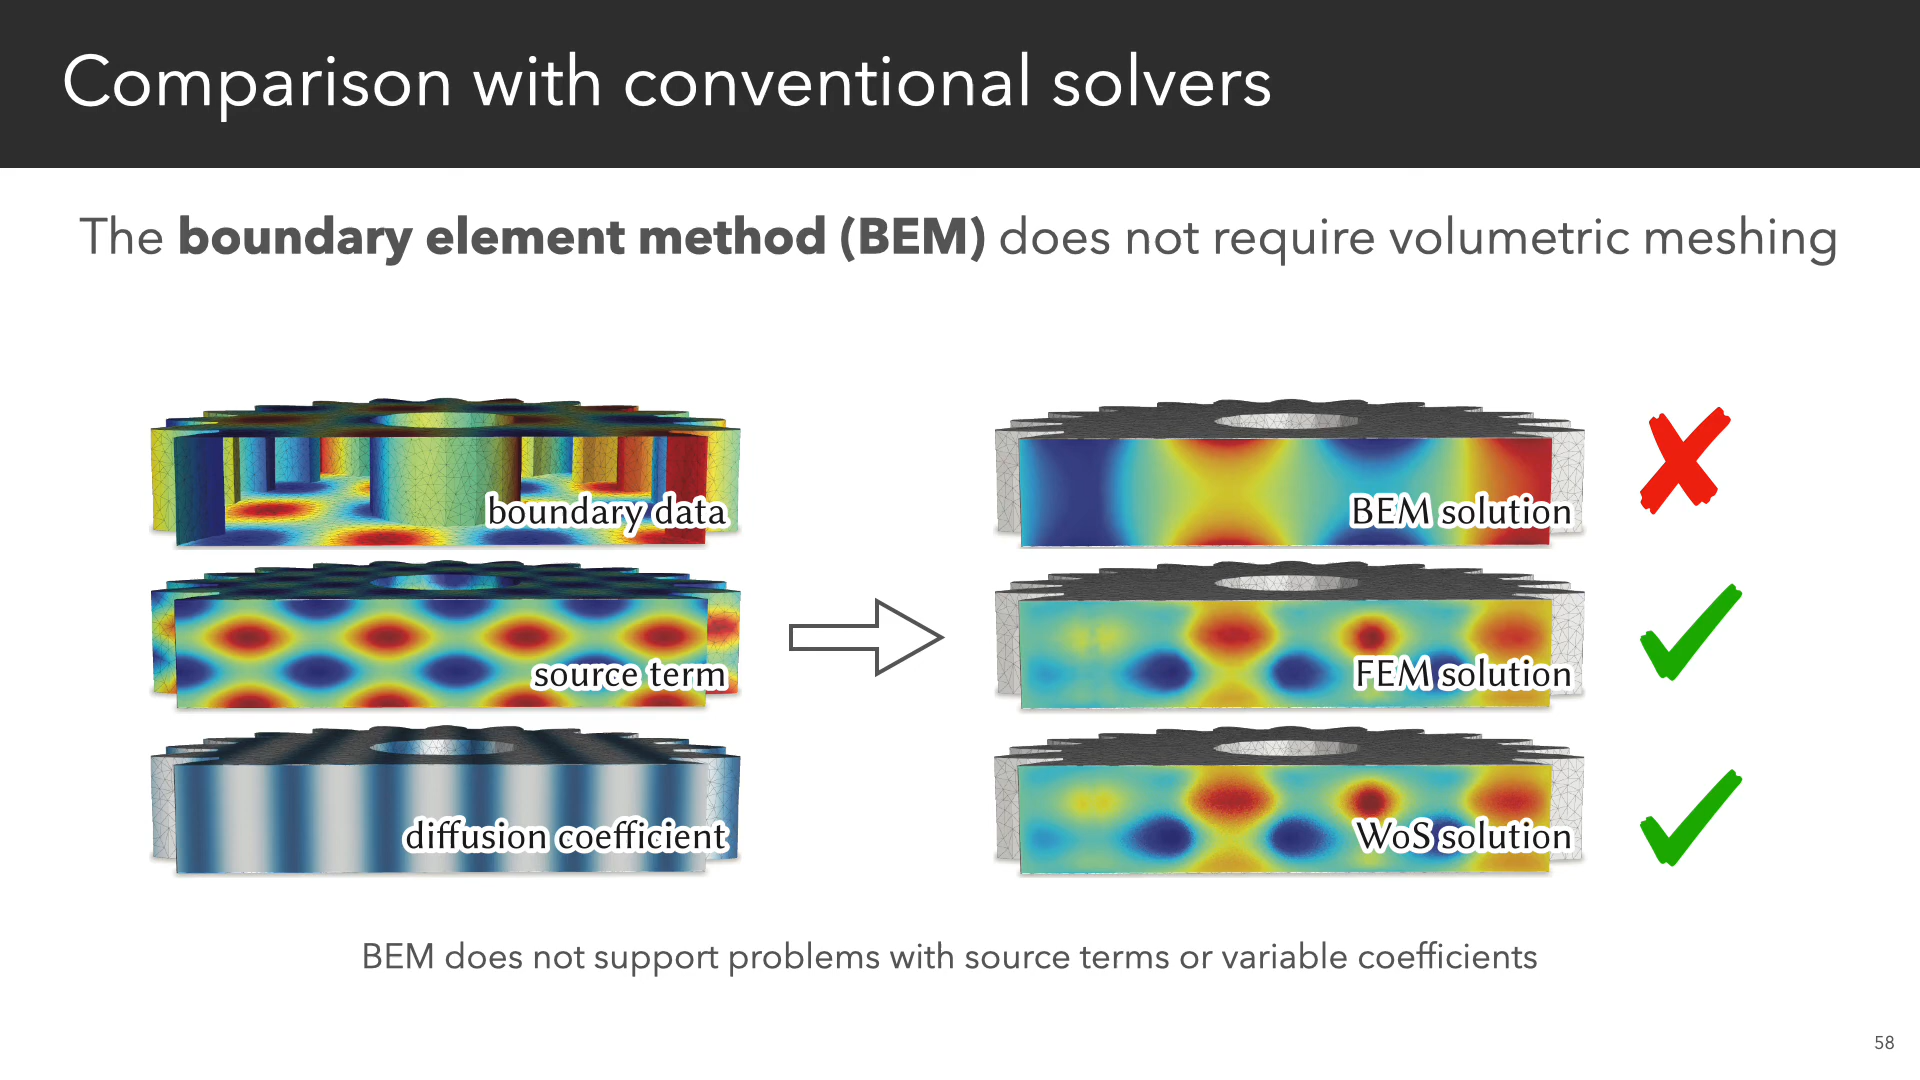 Comparison with conventional solvers
The boundary element method (BEM) does not require volumetric meshing
boundary data
source term
diffusion coefficient
BEM solution
FEM solution
WoS solution
BEM does not support problems with source terms or variable coefficients
58